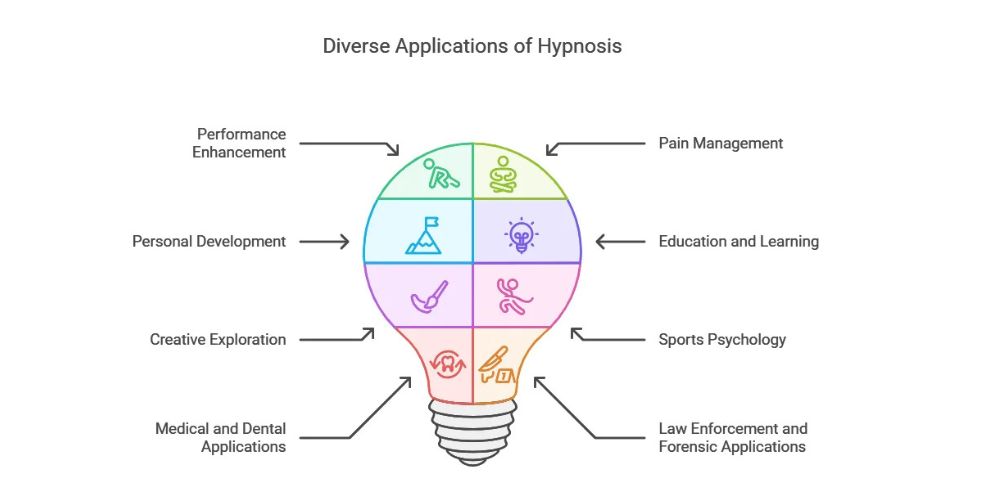 Diverse Applications of Hypnosis
Performance
Enhancement
Pain Management
Personal Development
Education and Learning
Creative Exploration
Sports Psychology
Medical and Dental
Applications
Law Enforcement and
Forensic Applications
1